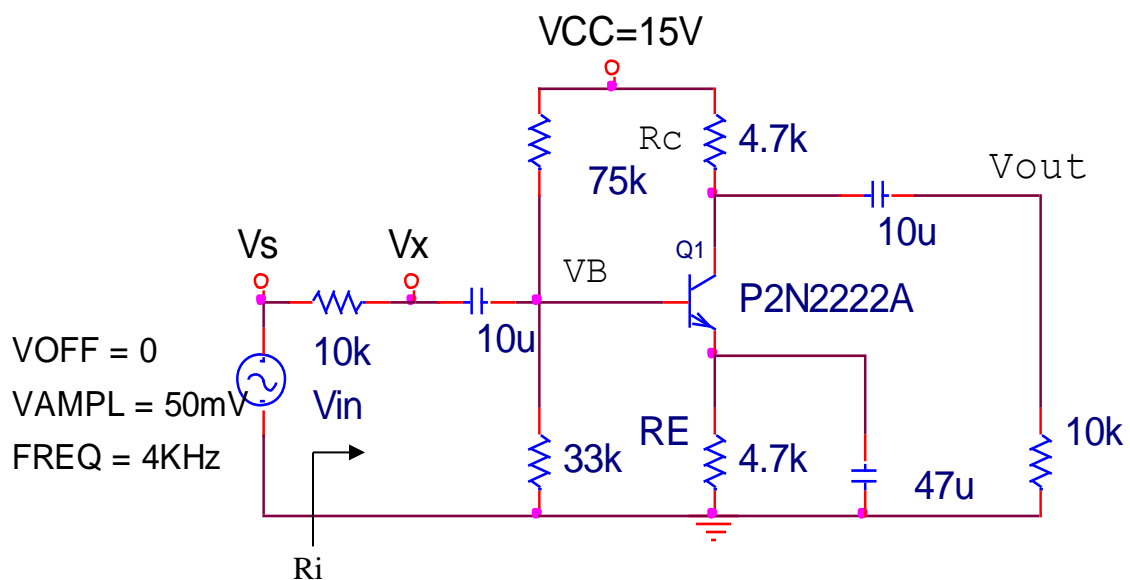 VCC=15V
Rc
4.7k
75k
Vout
10u
Vs
Vx
VB
Q1
P2N2222A
10k
10u
VOFF = 0
VAMPL = 50mV
FREQ = 4KHz
Vin
33k
RE
4.7k
47u
10k
Ri